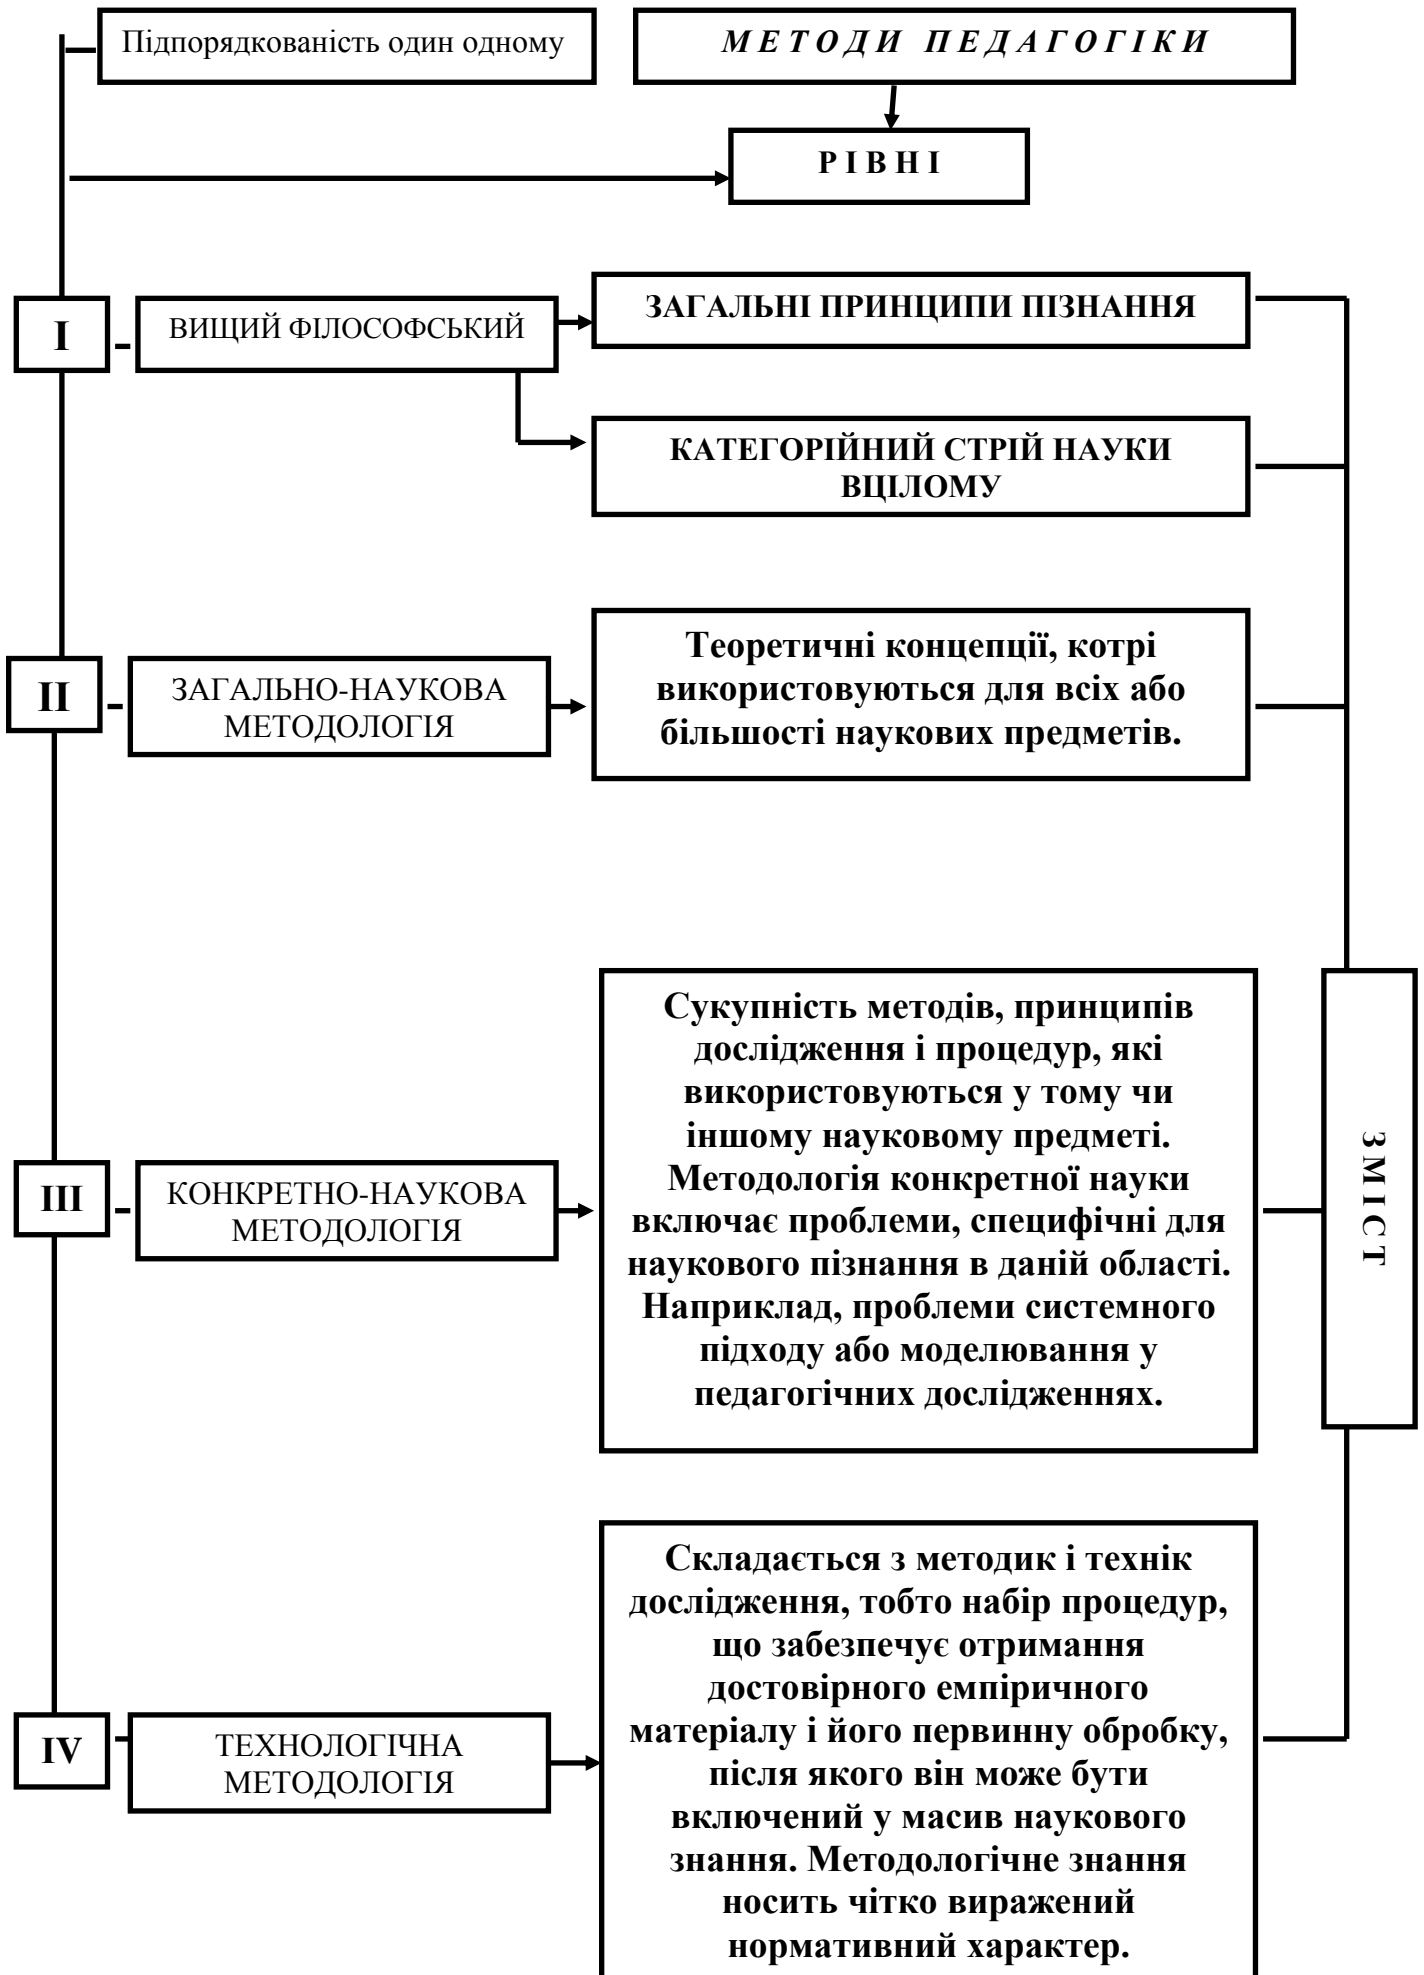 Підпорядкованість один одному
МЕТОДИ ПЕДАГОГІКИ
РІВНІ
I
ВИЩИЙ ФІЛОСОФСЬКИЙ
ЗАГАЛЬНІ ПРИНЦИПИ ПІЗНАННЯ
КАТЕГОРІЙНИЙ СТРІЙ НАУКИ
ВЦІЛОМУ
II
ЗАГАЛЬНО-НАУКОВА
МЕТОДОЛОГІЯ
Теоретичні концепції, котрі
використовуються для всіх або
більшості наукових предметів.
III
КОНКРЕТНО-НАУКОВА
МЕТОДОЛОГІЯ
Сукупність методів, принципів
дослідження і процедур, які
використовуються у тому чи
іншому науковому предметі.
Методологія конкретної науки
включає проблеми, специфічні для
наукового пізнання в даній області.
Наприклад, проблеми системного
підходу або моделювання у
педагогічних дослідженнях.
ЗМІСТ
IV
ТЕХНОЛОГІЧНА
МЕТОДОЛОГІЯ
Складається з методик і технік
дослідження, тобто набір процедур,
що забезпечує отримання
достовірного емпіричного
матеріалу і його первинну обробку,
після якого він може бути
включений у масив наукового
знання. Методологічне знання
носить чітко виражений
нормативний характер.